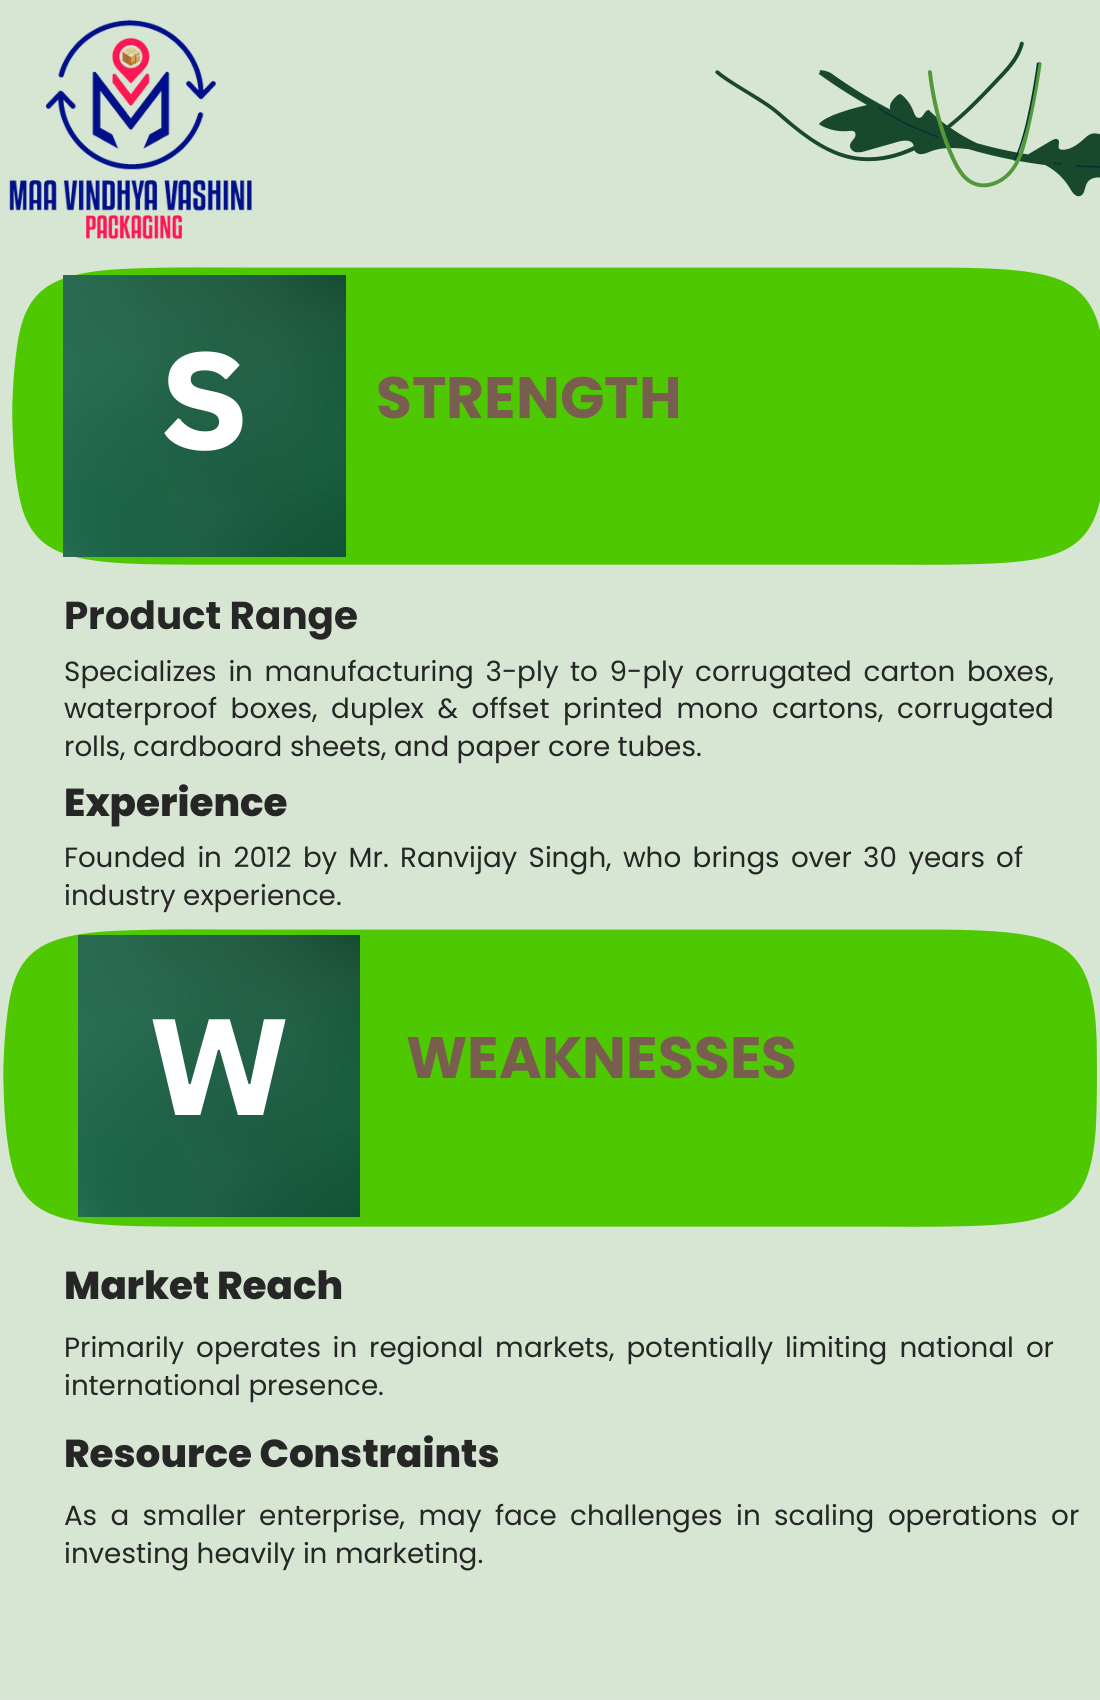 MAA VINDHYA VASHINI
PACKAGING
S
STRENGTH
Product Range
Specializes in manufacturing 3-ply to 9-ply corrugated carton boxes,
waterproof boxes, duplex & offset printed mono cartons, corrugated
rolls, cardboard sheets, and paper core tubes.
Experience
Founded in 2012 by Mr. Ranvijay Singh, who brings over 30 years of
industry experience.
W
WEAKNESSES
Market Reach
Primarily operates in regional markets, potentially limiting national or
international presence.
Resource Constraints
As a smaller enterprise, may face challenges in scaling operations or
investing heavily in marketing.